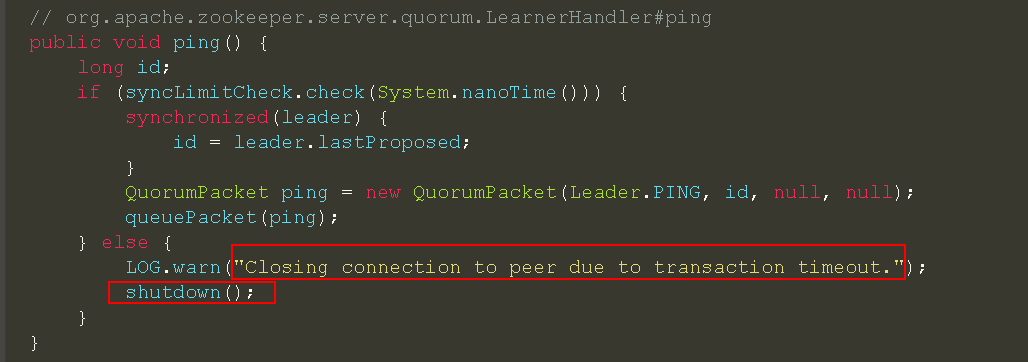 // org.apache.zookeeper.server.quorum.LearnerHandler#ping
public void ping() {
    long id;
    if (syncLimitCheck.check(System.nanoTime())) {
        synchronized(leader) {
            id = leader.lastProposed;
        }
        QuorumPacket ping = new QuorumPacket(Leader.PING, id, null, null);
        queuePacket(ping);
    } else {
        LOG.warn("Closing connection to peer due to transaction timeout.");
        shutdown();
    }
}